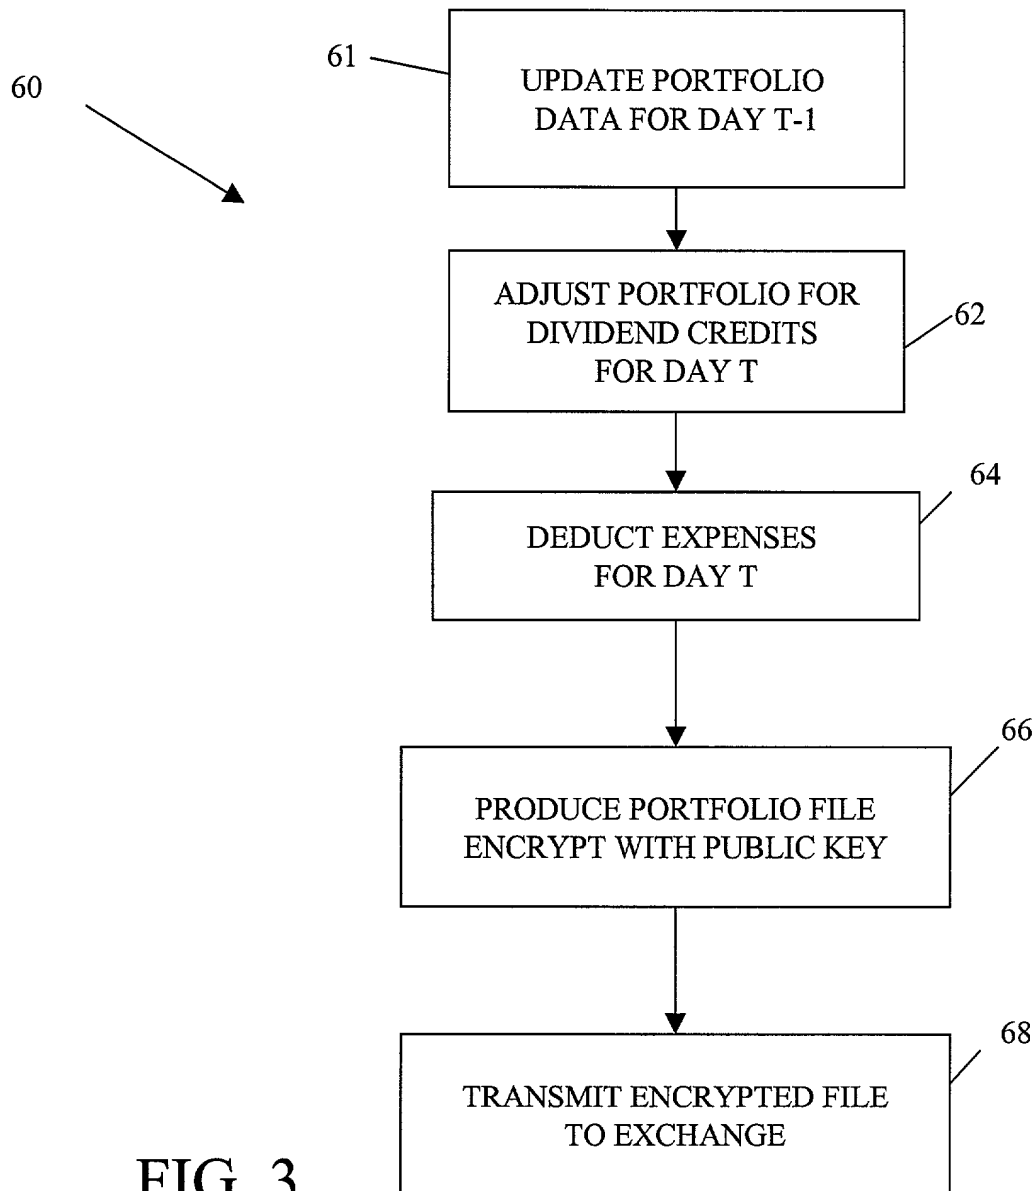 60
61
UPDATE PORTFOLIO
DATA FOR DAY T-1
ADJUST PORTFOLIO FOR
DIVIDEND CREDITS
FOR DAY T
62
64
DEDUCT EXPENSES
FOR DAY T
66
PRODUCE PORTFOLIO FILE
ENCRYPT WITH PUBLIC KEY
68
TRANSMIT ENCRYPTED FILE
TO EXCHANGE
FIG. 3